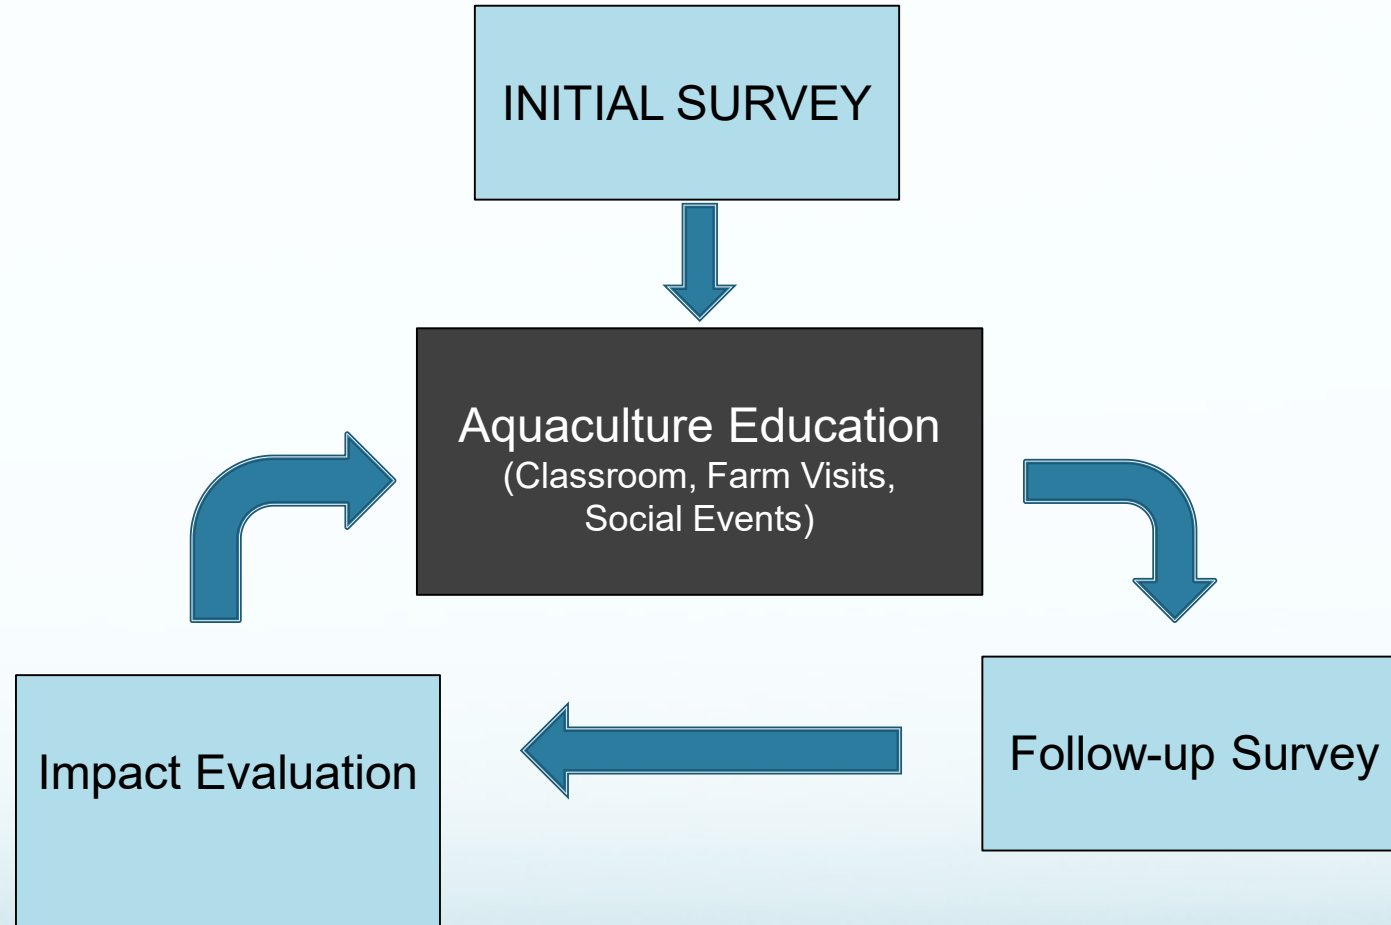 INITIAL SURVEY
Aquaculture Education
(Classroom, Farm Visits,
Social Events)
Follow-up Survey
Impact Evaluation